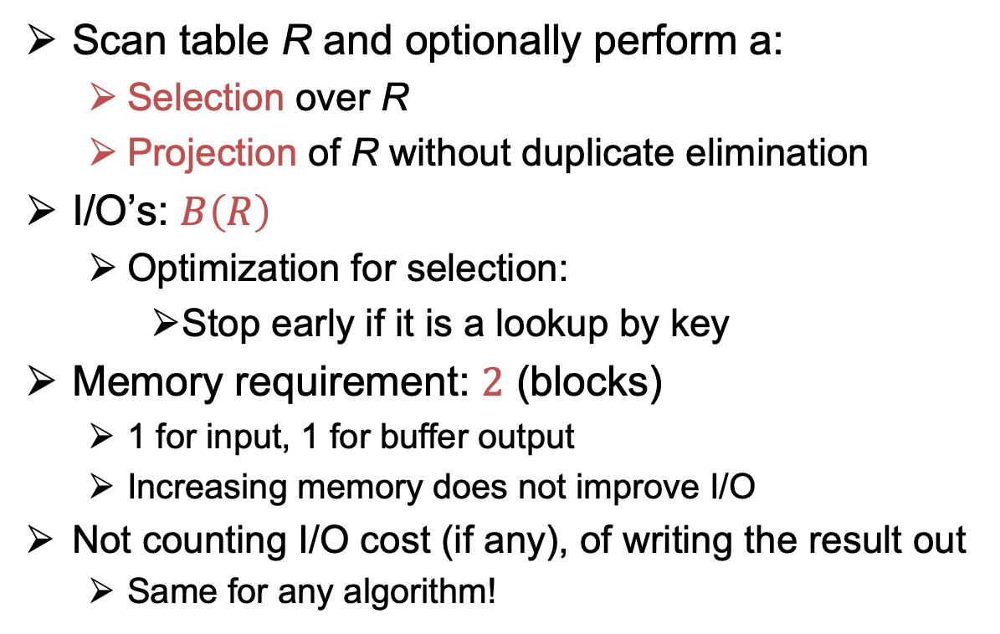 ➢ Scan table R and optionally perform a:
➢ Selection over R
➢ Projection of R without duplicate elimination
➢ I/O’s: B(R)
➢ Optimization for selection:
➢Stop early if it is a lookup by key
➢ Memory requirement: 2 (blocks)
➢ 1 for input, 1 for buffer output
➢ Increasing memory does not improve I/O
➢ Not counting I/O cost (if any), of writing the result out
➢ Same for any algorithm!